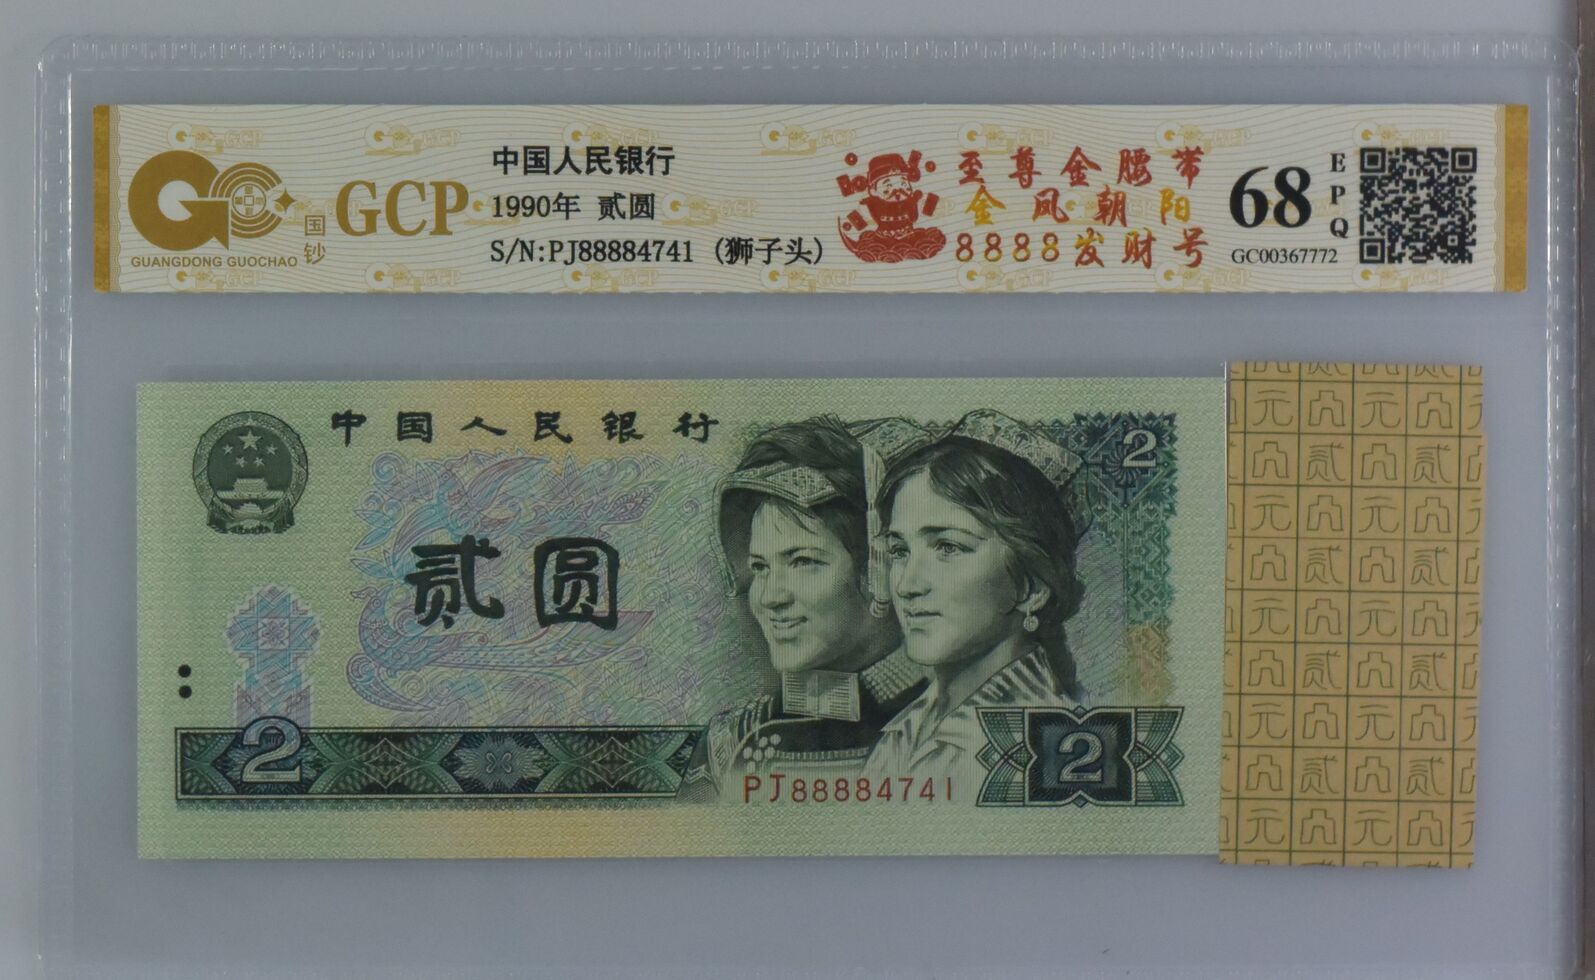 GCP
国钞
GUANGDONG GUOCHAO
中国人民银行
1990年 贰圆
S/N:PJ88884741 (狮子头)
至尊金腰带
金凤朝阳
8888发财号
68
EPQ
GC00367772
中国人民银行
贰圆
2
2
PJ88884741
2